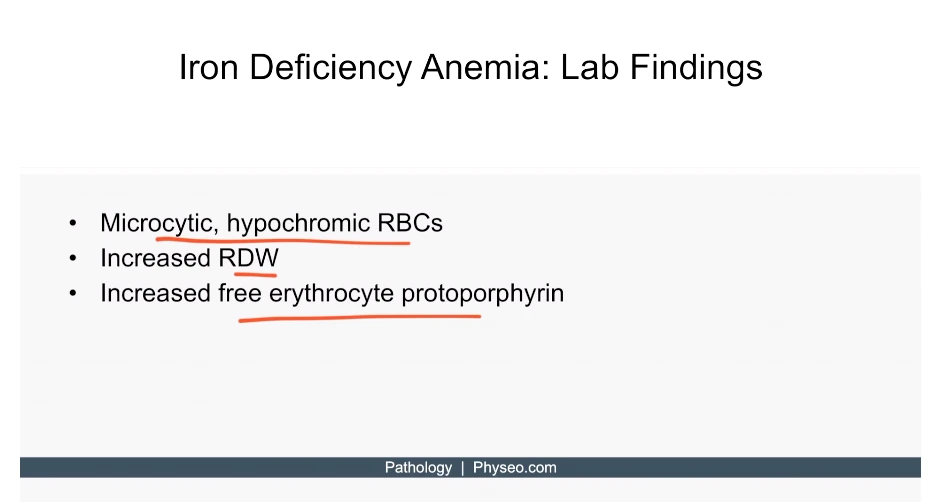 Iron Deficiency Anemia: Lab Findings
• Microcytic, hypochromic RBCs
• Increased RDW
• Increased free erythrocyte protoporphyrin
Pathology | Physeo.com